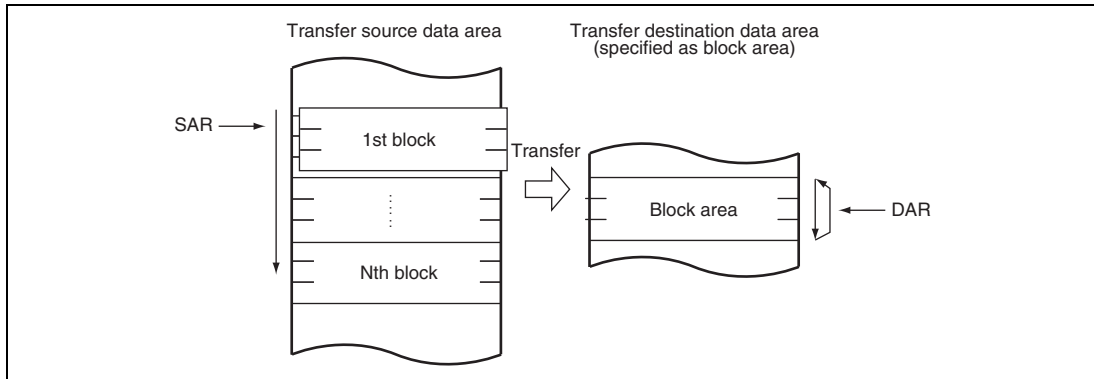 Transfer source data area
Transfer destination data area
(specified as block area)
SAR
1st block
Transfer
Block area
DAR
Nth block